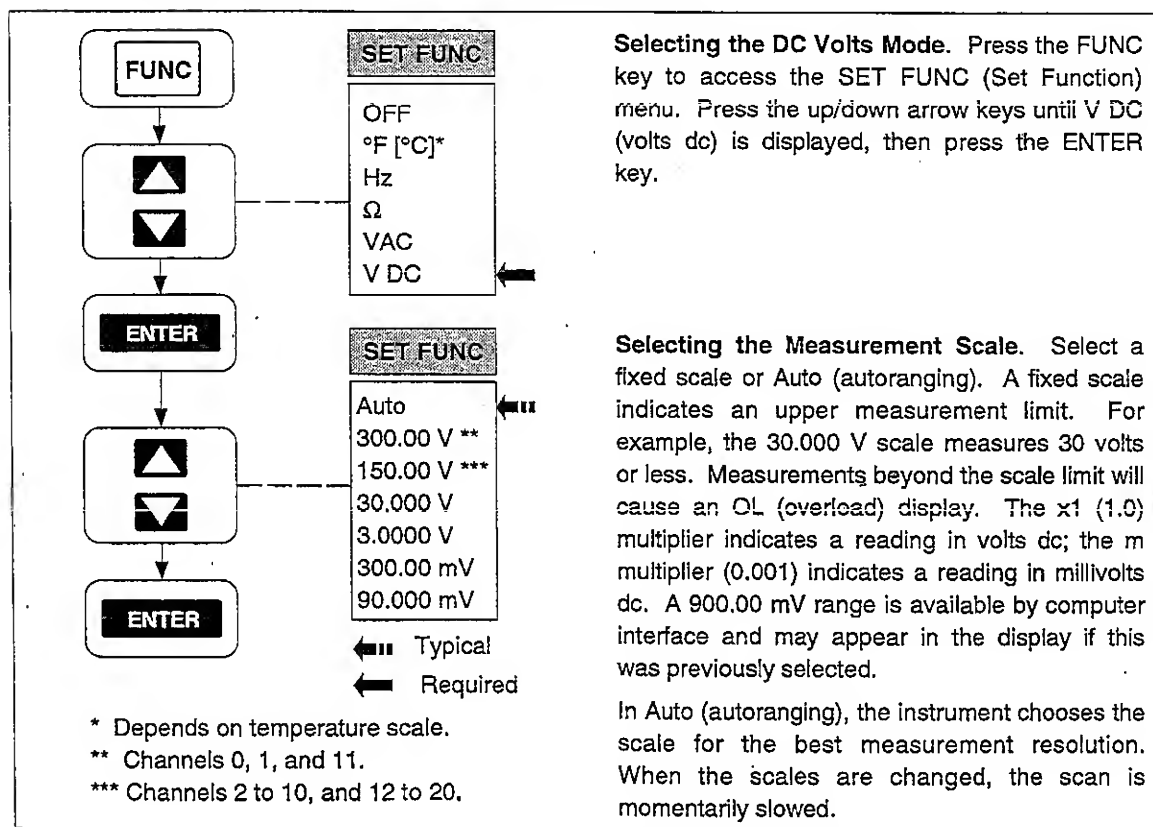 FUNC
SET FUNC
OFF
°F [°C]*
Hz
Ω
VAC
V DC
ENTER
SET FUNC
Auto
300.00 V **
150.00 V ***
30.000 V
3.0000 V
300.00 mV
90.000 mV
ENTER
Typical
Required
* Depends on temperature scale.
** Channels 0, 1, and 11.
*** Channels 2 to 10, and 12 to 20.
Selecting the DC Volts Mode. Press the FUNC
key to access the SET FUNC (Set Function)
menu. Press the up/down arrow keys until V DC
(volts dc) is displayed, then press the ENTER
key.
Selecting the Measurement Scale. Select a
fixed scale or Auto (autoranging). A fixed scale
indicates an upper measurement limit. For
example, the 30.000 V scale measures 30 volts
or less. Measurements beyond the scale limit will
cause an OL (overload) display. The x1 (1.0)
multiplier indicates a reading in volts dc; the m
multiplier (0.001) indicates a reading in millivolts
dc. A 900.00 mV range is available by computer
interface and may appear in the display if this
was previously selected.
In Auto (autoranging), the instrument chooses the
scale for the best measurement resolution.
When the scales are changed, the scan is
momentarily slowed.